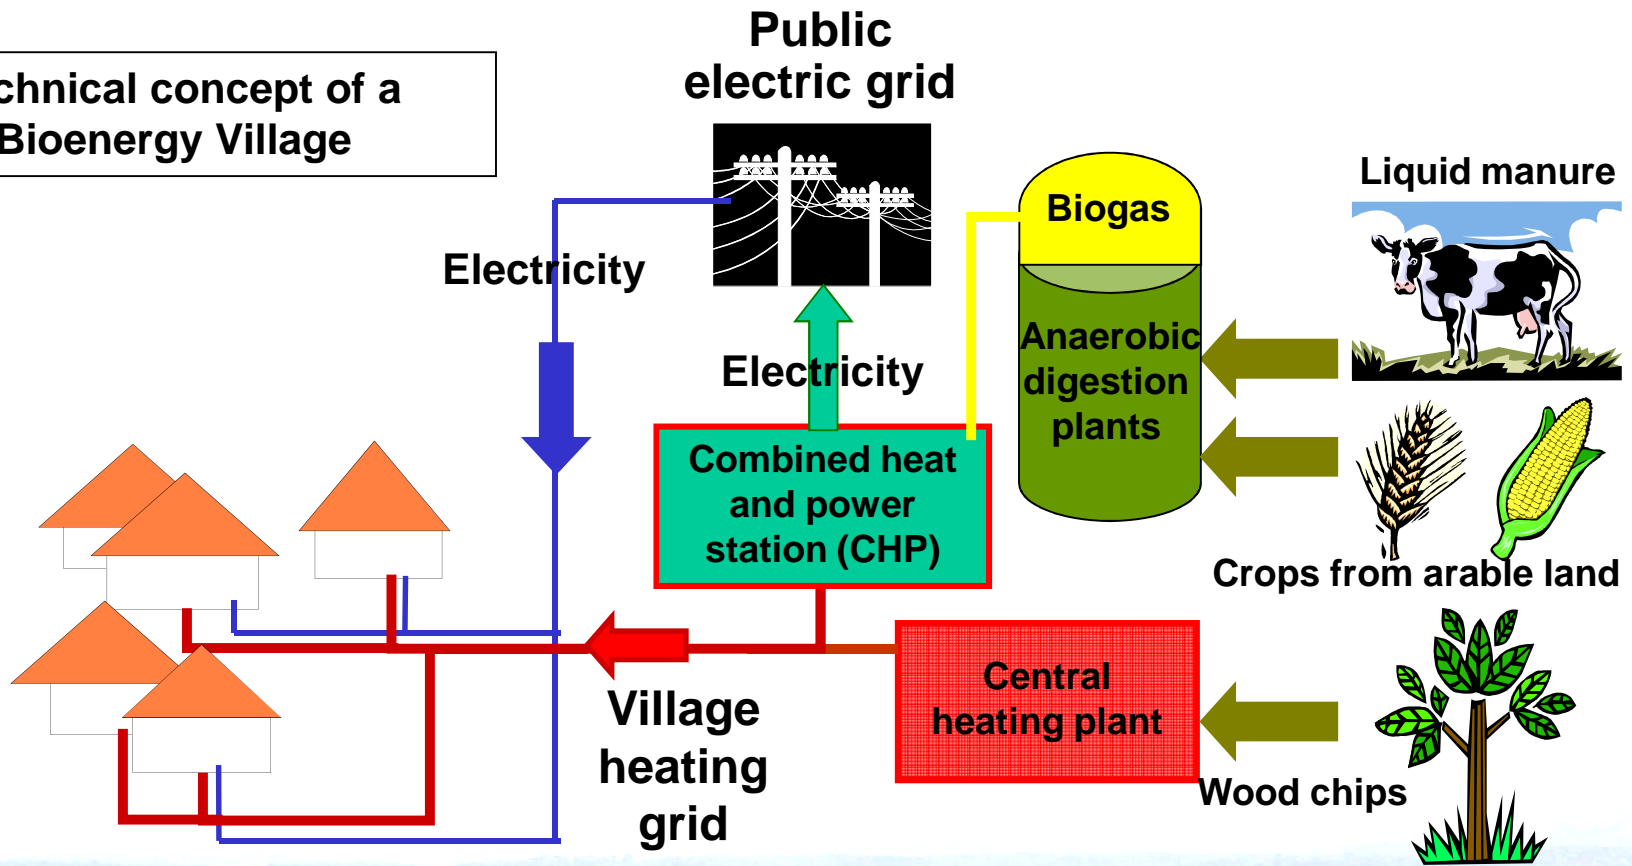 chnical concept of a
Bioenergy Village
Public
electric grid
Electricity
Electricity
Biogas
Anaerobic
digestion
plants
Liquid manure
Combined heat
and power
station (CHP)
Crops from arable land
Central
heating plant
Village
heating
grid
Wood chips